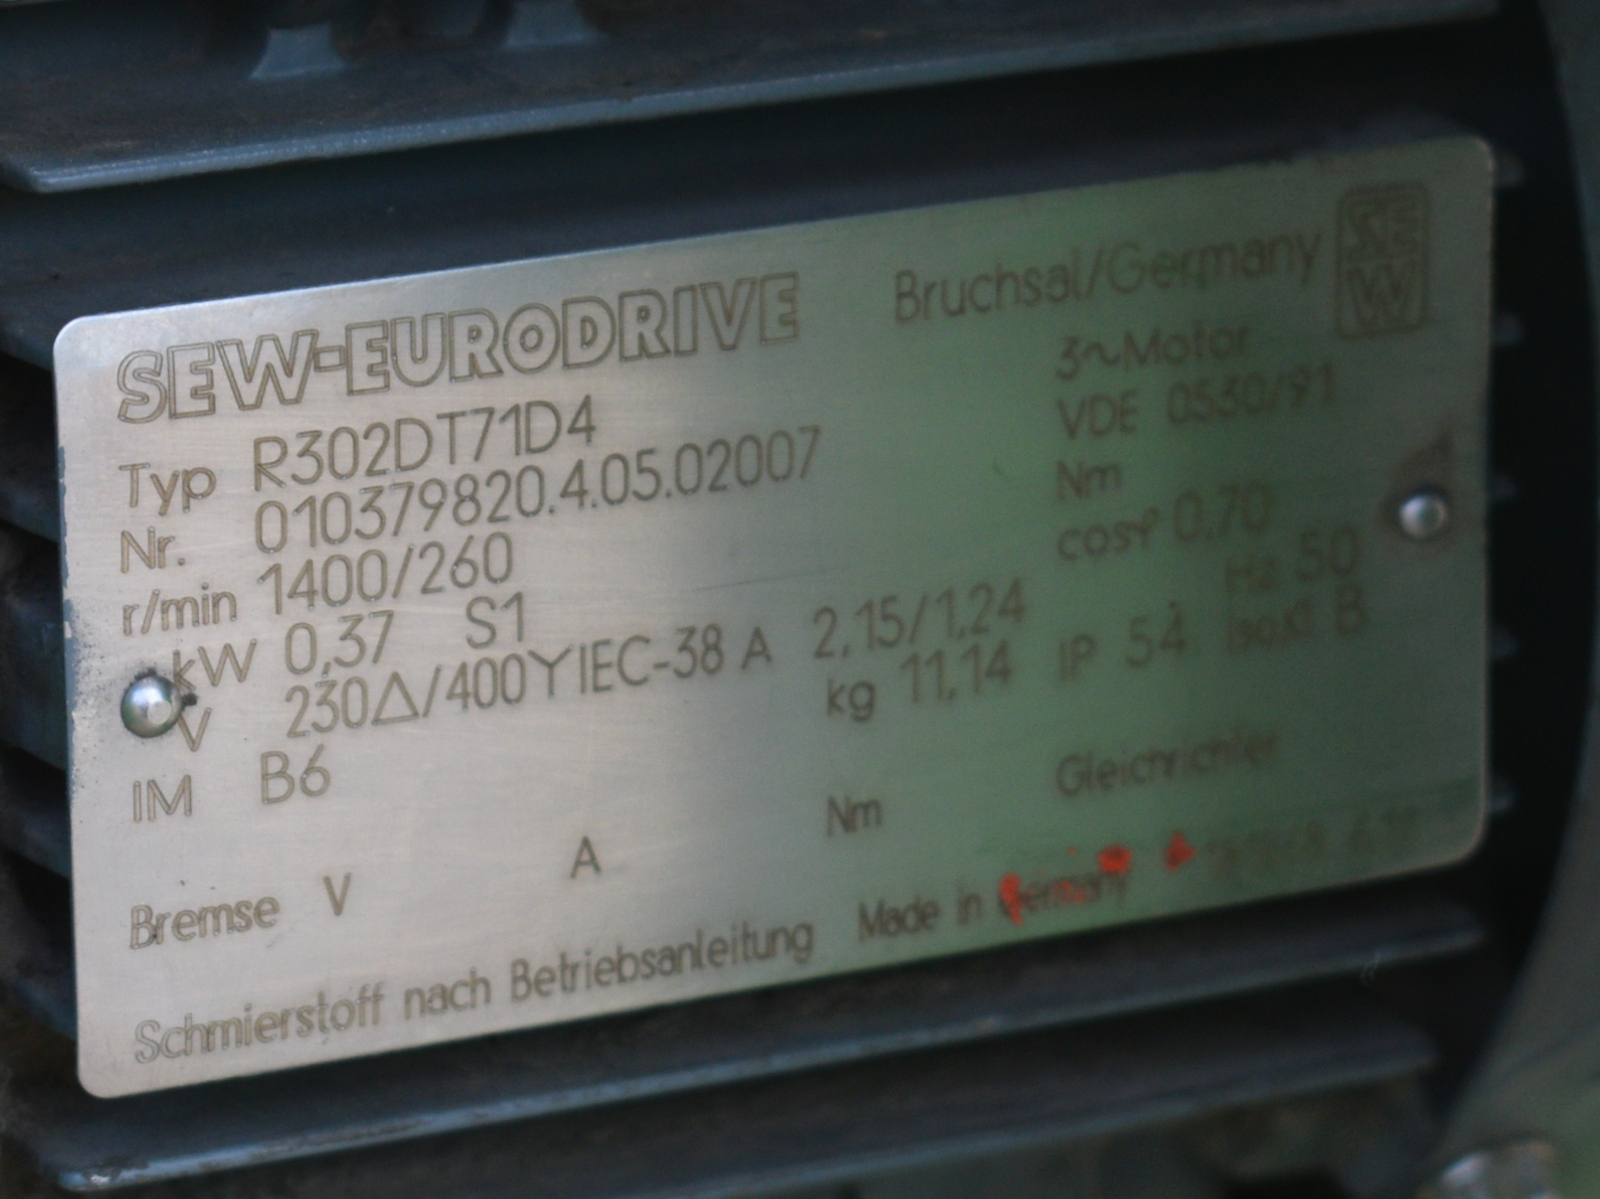 SEW-EURODRIVE Bruchsal/Germany SEW
3~Motor
Typ R302DT71D4 VDE 0530/91
Nr. 010379820.4.05.02007 Nm
r/min 1400/260 cosφ 0,70
kW 0,37 S1 Hz 50
V 230Δ/400Y IEC-38 A 2,15/1,24 IP 54 Iso.Kl B
IM B6 kg 11,14
Nm Gleichrichter
Bremse V A
Schmierstoff nach Betriebsanleitung Made in Germany